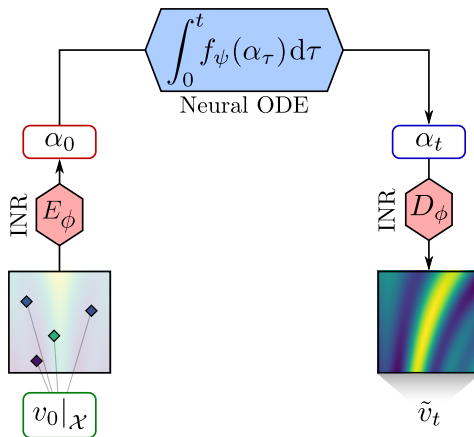 ∫₀ᵗ f_ψ(α_τ) dτ
Neural ODE
α₀
α_t
INR
E_ϕ
INR
D_ϕ
v₀|_𝒳
ṽ_t